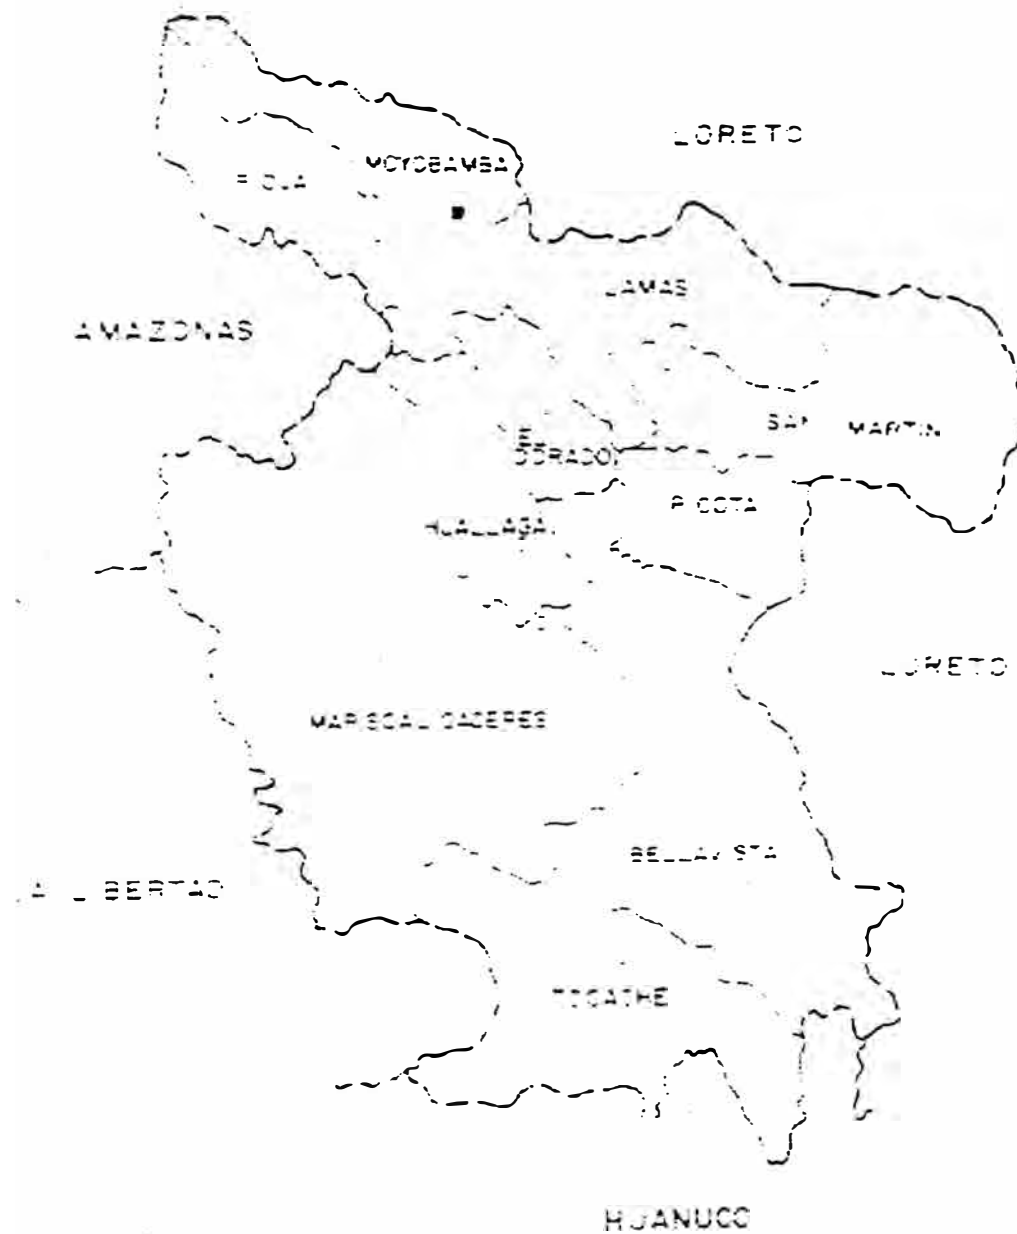 LORETO
MOYOBAMBA
RIOJA
LAMAS
AMAZONAS
SAN MARTIN
EL
DORADO
PICOTA
HUALLAGA
LORETO
MARISCAL CACERES
BELLAVISTA
LA LIBERTAD
TOCACHE
HUANUCO